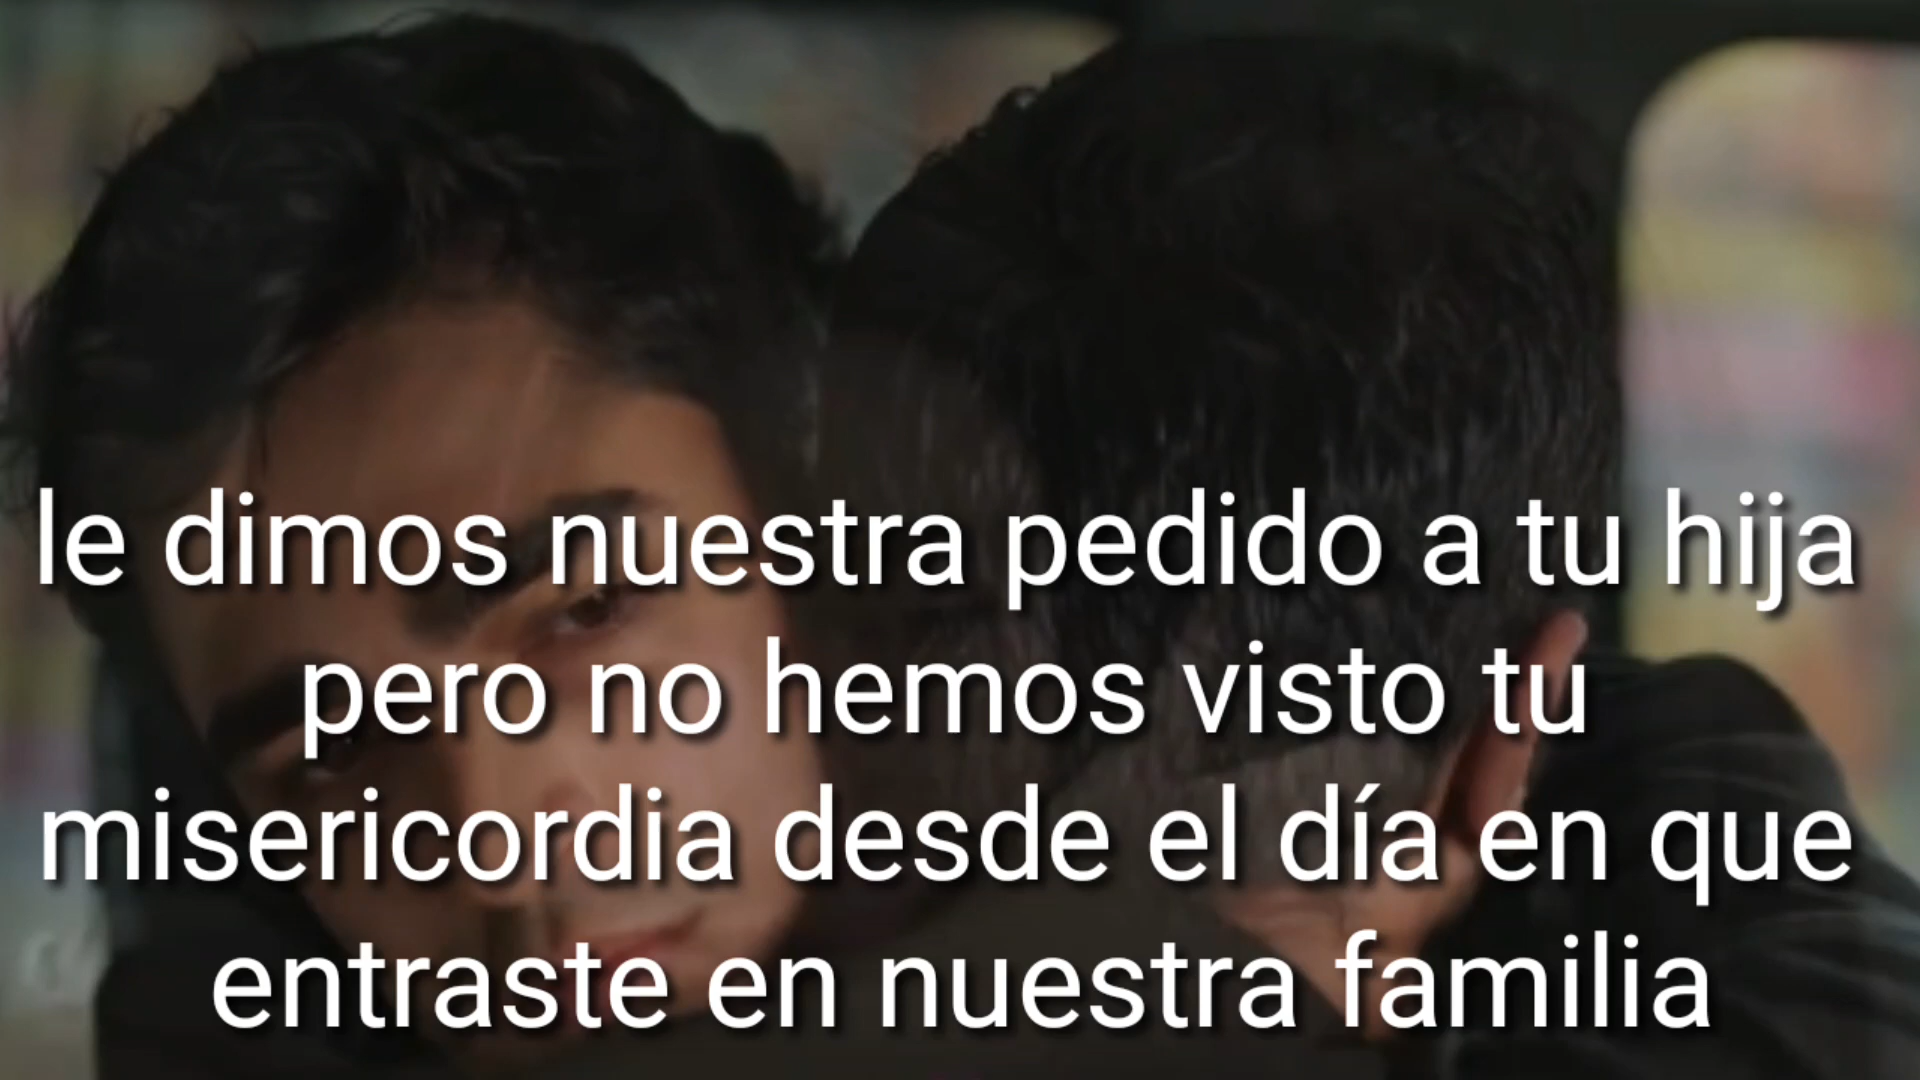 le dimos nuestra pedido a tu hija
pero no hemos visto tu
misericordia desde el día en que
entraste en nuestra familia